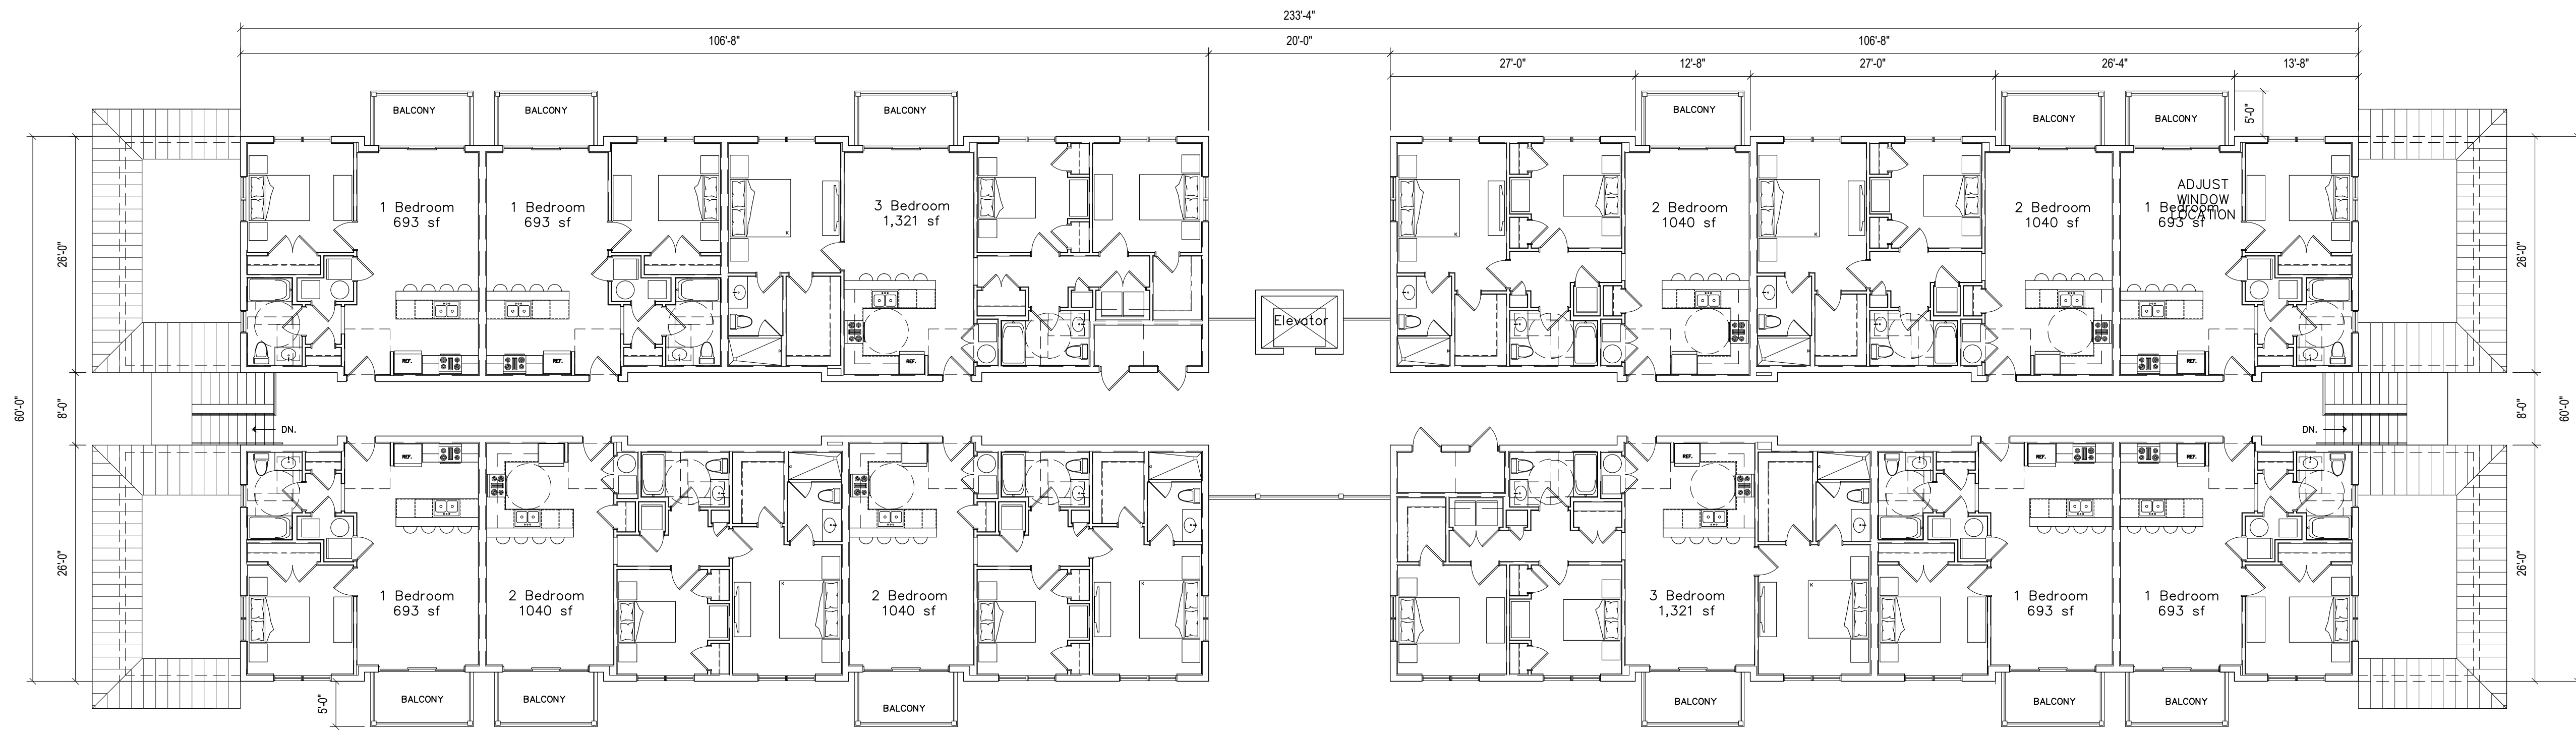 233'-4"
106'-8"
20'-0"
106'-8"
27'-0"
12'-8"
27'-0"
26'-4"
13'-8"
BALCONY
BALCONY
BALCONY
BALCONY
BALCONY
BALCONY
5'-0"
1 Bedroom
693 sf
1 Bedroom
693 sf
3 Bedroom
1,321 sf
2 Bedroom
1040 sf
2 Bedroom
1040 sf
ADJUST
WINDOW
LOCATION
1 Bedroom
693 sf
K
K
K
26'-0"
26'-0"
Elevator
REF.
REF.
REF.
REF.
60'-0"
8'-0"
DN.
DN.
8'-0"
60'-0"
REF.
REF.
REF.
REF.
26'-0"
26'-0"
K
K
K
1 Bedroom
693 sf
2 Bedroom
1040 sf
2 Bedroom
1040 sf
3 Bedroom
1,321 sf
1 Bedroom
693 sf
1 Bedroom
693 sf
5'-0"
BALCONY
BALCONY
BALCONY
BALCONY
BALCONY
BALCONY